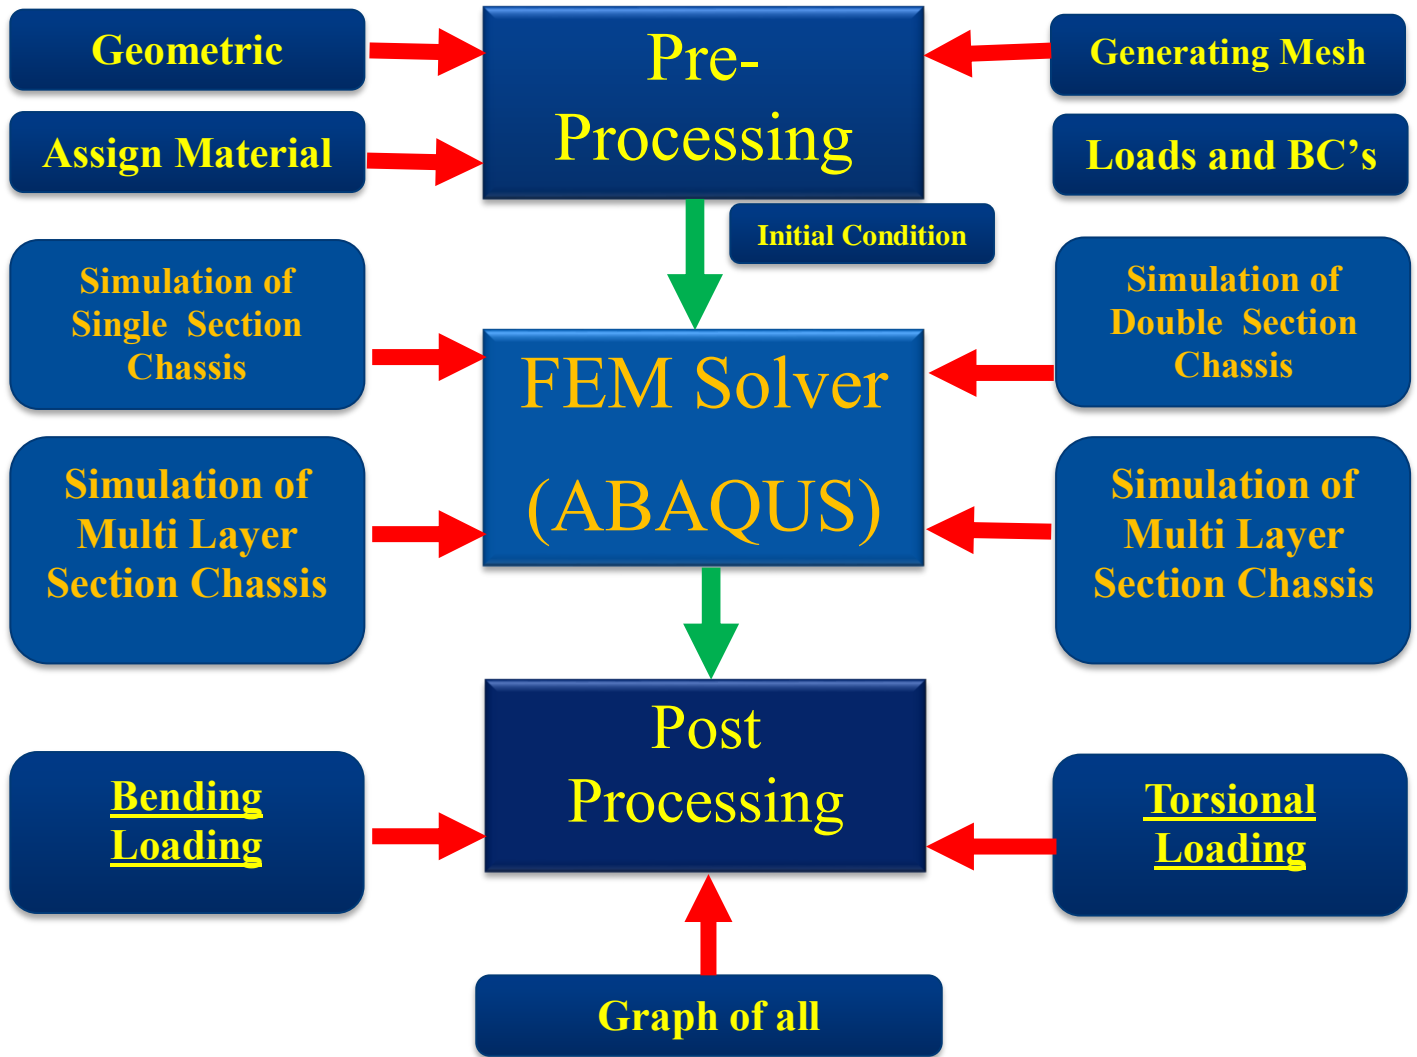 Geometric
Pre-
Processing
Generating Mesh
Assign Material
Loads and BC’s
Initial Condition
Simulation of
Single Section
Chassis
FEM Solver
(ABAQUS)
Simulation of
Double Section
Chassis
Simulation of
Multi Layer
Section Chassis
Simulation of
Multi Layer
Section Chassis
Post
Processing
Bending
Loading
Torsional
Loading
Graph of all